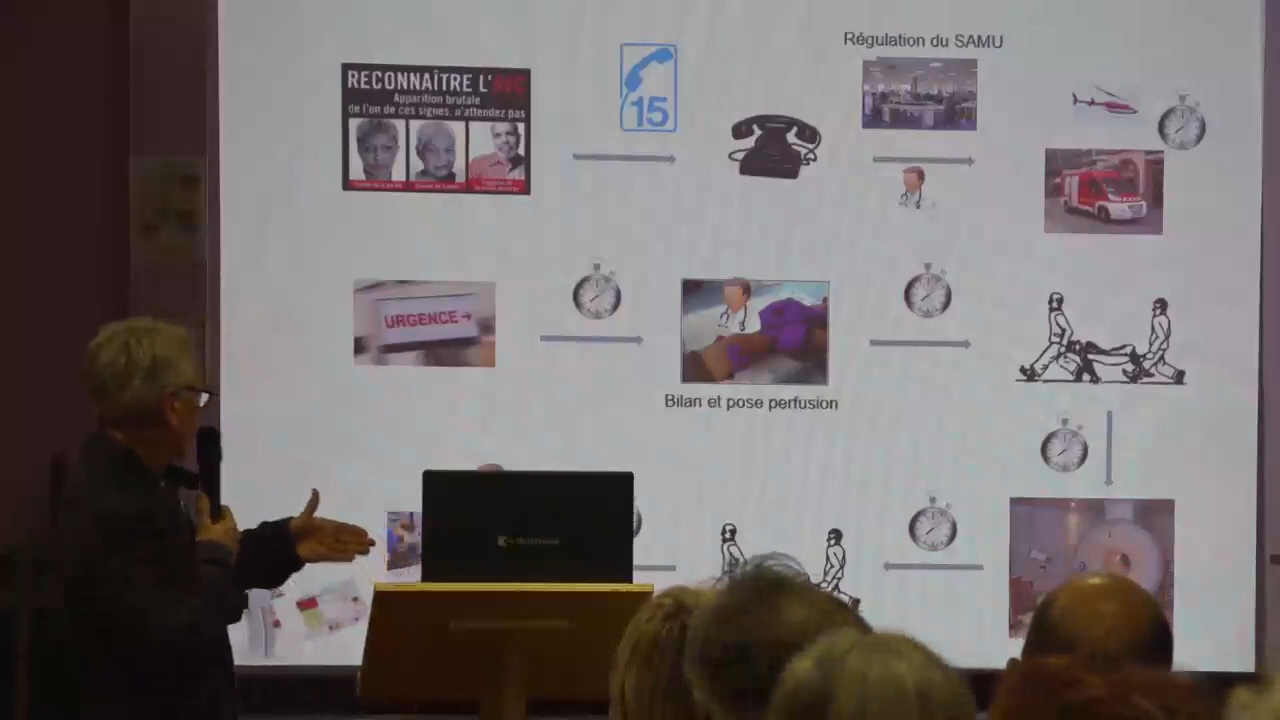 Régulation du SAMU
RECONNAÎTRE L'AVC
Apparition brutale
de l'un de ces signes, n'attendez pas
15
URGENCE→
Bilan et pose perfusion